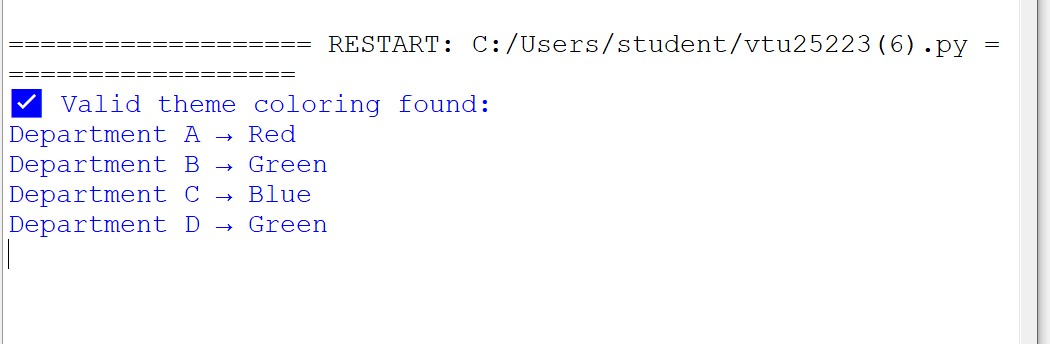 =================== RESTART: C:/Users/student/vtu25223(6).py =
==================
✅ Valid theme coloring found:
Department A → Red
Department B → Green
Department C → Blue
Department D → Green